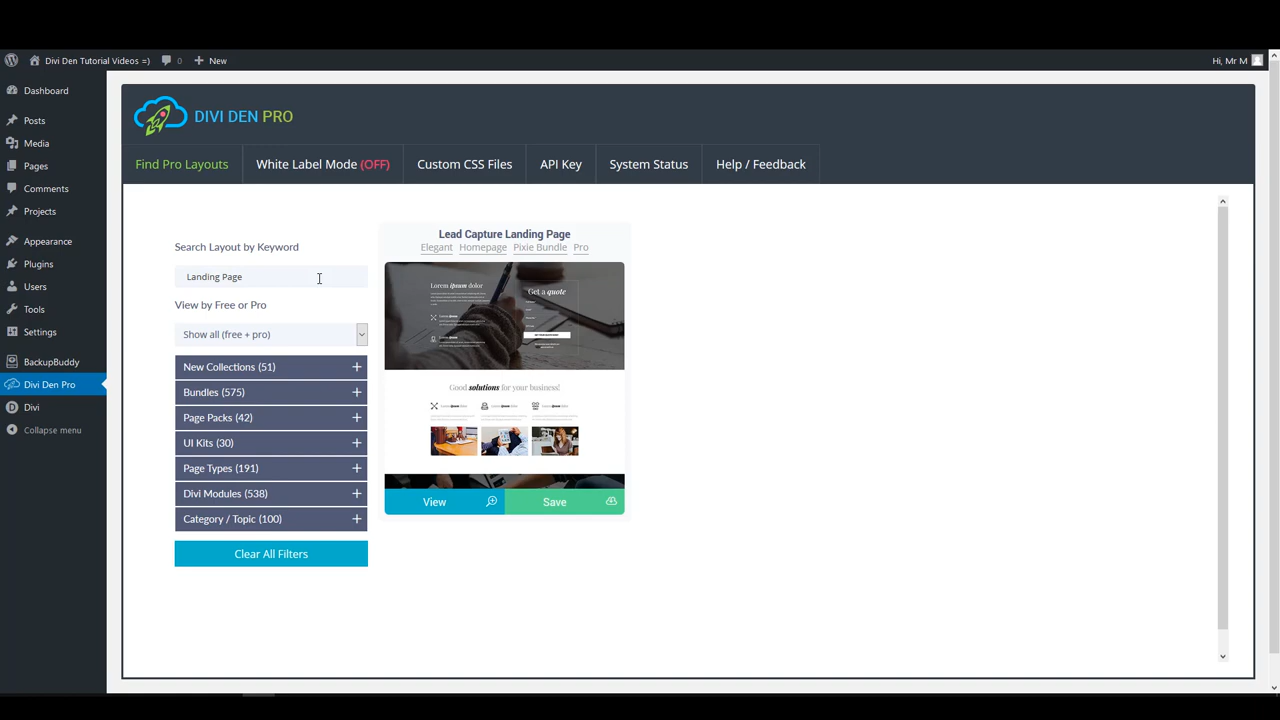 Divi Den Tutorial Videos =)
0
New
Hi, Mr M
Dashboard
Posts
Media
Pages
Comments
Projects
Appearance
Plugins
Users
Tools
Settings
BackupBuddy
Divi Den Pro
Divi
Collapse menu
DIVI DEN PRO
Find Pro Layouts
White Label Mode (OFF)
Custom CSS Files
API Key
System Status
Help / Feedback
Search Layout by Keyword
Landing Page
View by Free or Pro
Show all (free + pro)
New Collections (51)
Bundles (575)
Page Packs (42)
UI Kits (30)
Page Types (191)
Divi Modules (538)
Category / Topic (100)
Clear All Filters
Lead Capture Landing Page
Elegant Homepage Pixie Bundle Pro
Lorem ipsum dolor
Get a quote
Good solutions for your business!
View
Save